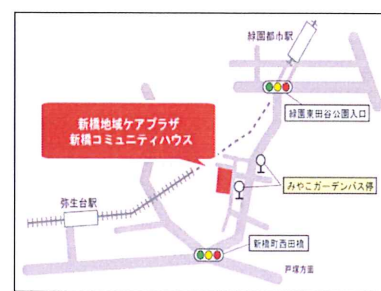 緑園都市駅
緑園東田谷公園入口
新橋地域ケアプラザ
新橋コミュニティハウス
みやこガーデンバス停
弥生台駅
新橋町西田橋
戸塚方面